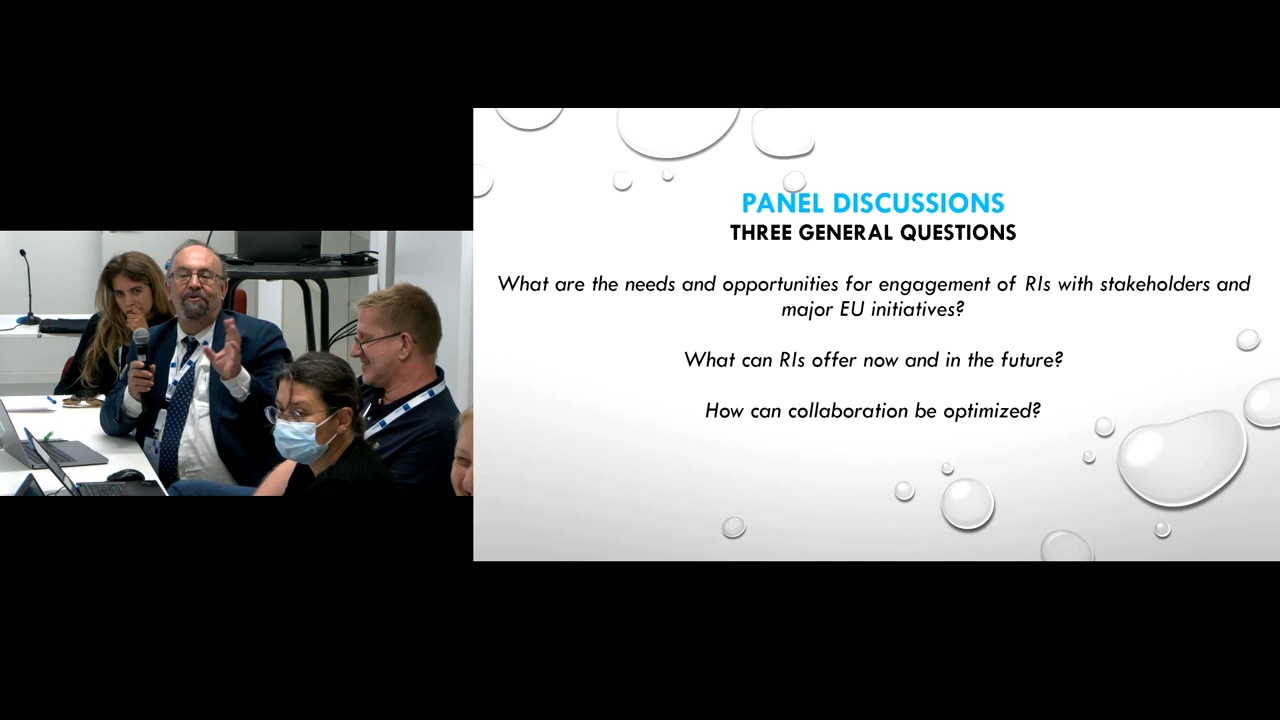 PANEL DISCUSSIONS
THREE GENERAL QUESTIONS
What are the needs and opportunities for engagement of RIs with stakeholders and
major EU initiatives?
What can RIs offer now and in the future?
How can collaboration be optimized?